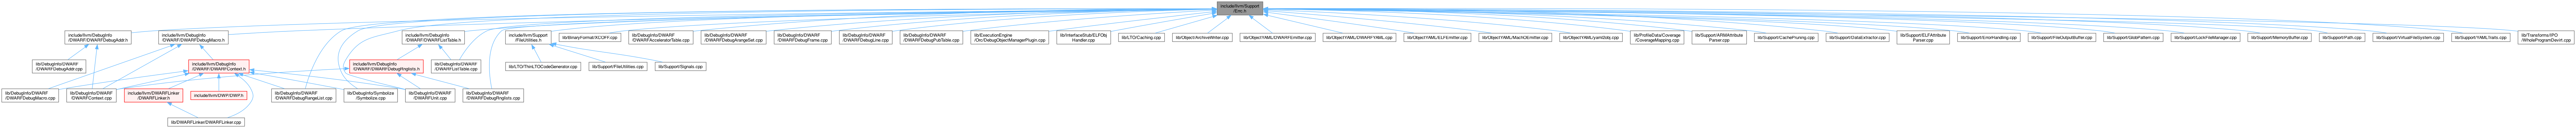 include/llvm/Support
/Errc.h
include/llvm/DebugInfo
/DWARF/DWARFDebugAddr.h
include/llvm/DebugInfo
/DWARF/DWARFDebugMacro.h
include/llvm/DebugInfo
/DWARF/DWARFListTable.h
include/llvm/Support
/FileUtilities.h
lib/BinaryFormat/XCOFF.cpp
lib/DebugInfo/DWARF
/DWARFAcceleratorTable.cpp
lib/DebugInfo/DWARF
/DWARFDebugArangeSet.cpp
lib/DebugInfo/DWARF
/DWARFDebugFrame.cpp
lib/DebugInfo/DWARF
/DWARFDebugLine.cpp
lib/DebugInfo/DWARF
/DWARFDebugPubTable.cpp
lib/ExecutionEngine
/Orc/DebugObjectManagerPlugin.cpp
lib/InterfaceStub/ELFObj
Handler.cpp
lib/LTO/Caching.cpp
lib/Object/ArchiveWriter.cpp
lib/ObjectYAML/DWARFEmitter.cpp
lib/ObjectYAML/DWARFYAML.cpp
lib/ObjectYAML/ELFEmitter.cpp
lib/ObjectYAML/MachOEmitter.cpp
lib/ObjectYAML/yaml2obj.cpp
lib/ProfileData/Coverage
/CoverageMapping.cpp
lib/Support/ARMAttribute
Parser.cpp
lib/Support/CachePruning.cpp
lib/Support/DataExtractor.cpp
lib/Support/ELFAttribute
Parser.cpp
lib/Support/ErrorHandling.cpp
lib/Support/FileOutputBuffer.cpp
lib/Support/GlobPattern.cpp
lib/Support/LockFileManager.cpp
lib/Support/MemoryBuffer.cpp
lib/Support/Path.cpp
lib/Support/VirtualFileSystem.cpp
lib/Support/YAMLTraits.cpp
lib/Transforms/IPO
/WholeProgramDevirt.cpp
lib/DebugInfo/DWARF
/DWARFDebugAddr.cpp
include/llvm/DebugInfo
/DWARF/DWARFContext.h
include/llvm/DebugInfo
/DWARF/DWARFDebugRnglists.h
lib/DebugInfo/DWARF
/DWARFListTable.cpp
lib/LTO/ThinLTOCodeGenerator.cpp
lib/Support/FileUtilities.cpp
lib/Support/Signals.cpp
lib/DebugInfo/DWARF
/DWARFDebugMacro.cpp
lib/DebugInfo/DWARF
/DWARFContext.cpp
include/llvm/DWARFLinker
/DWARFLinker.h
include/llvm/DWP/DWP.h
lib/DebugInfo/DWARF
/DWARFDebugRangeList.cpp
lib/DebugInfo/Symbolize
/Symbolize.cpp
lib/DebugInfo/DWARF
/DWARFUnit.cpp
lib/DebugInfo/DWARF
/DWARFDebugRnglists.cpp
lib/DWARFLinker/DWARFLinker.cpp